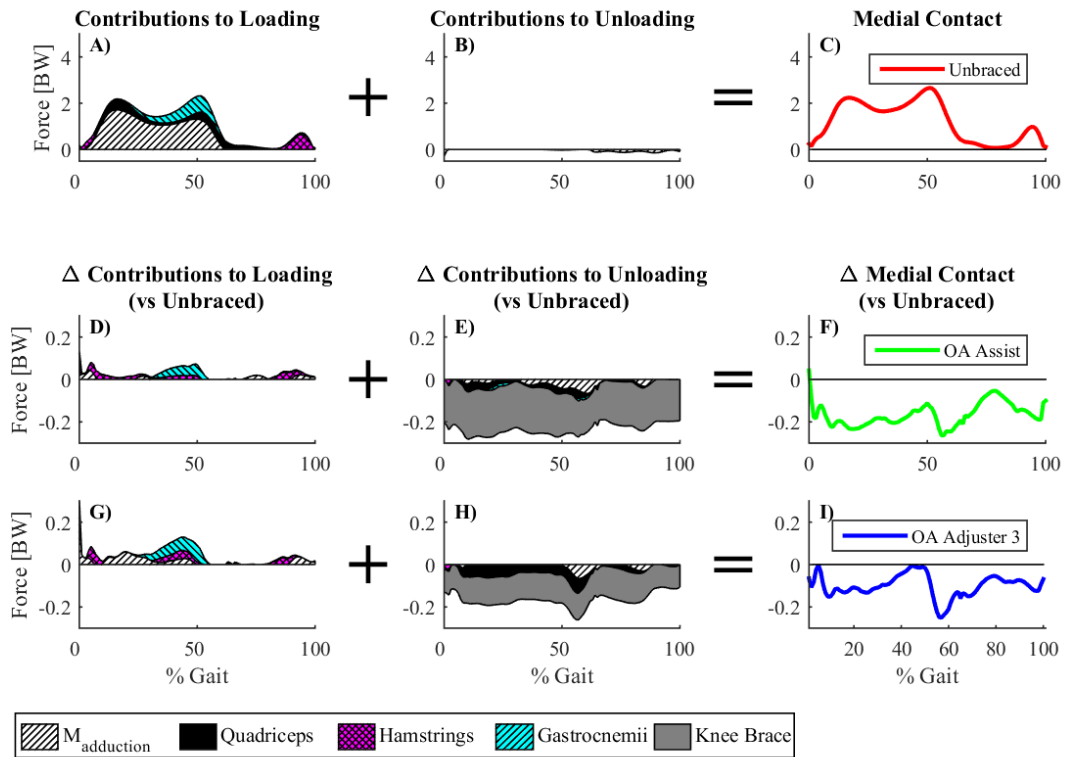 Contributions to Loading
Contributions to Unloading
Medial Contact
A)
B)
C)
Unbraced
Force [BW]
4
2
0
4
2
0
4
2
0
+
=
0 50 100
0 50 100
0 50 100
△ Contributions to Loading
(vs Unbraced)
△ Contributions to Unloading
(vs Unbraced)
△ Medial Contact
(vs Unbraced)
D)
E)
F)
OA Assist
Force [BW]
0.2
0
-0.2
0.2
0
-0.2
0.2
0
-0.2
+
=
0 50 100
0 50 100
0 50 100
G)
H)
I)
OA Adjuster 3
Force [BW]
0.2
0
-0.2
0.2
0
-0.2
0.2
0
-0.2
+
=
0 50 100
0 50 100
20 40 60 80 100
% Gait
% Gait
% Gait
M adduction Quadriceps Hamstrings Gastrocnemii Knee Brace